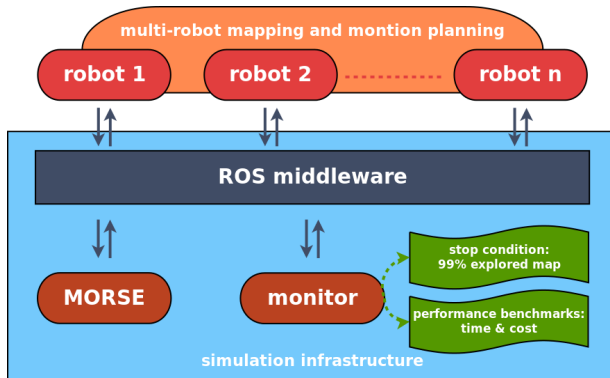 multi-robot mapping and montion planning
robot 1
robot 2
robot n
ROS middleware
MORSE
monitor
stop condition:
99% explored map
performance benchmarks:
time & cost
simulation infrastructure